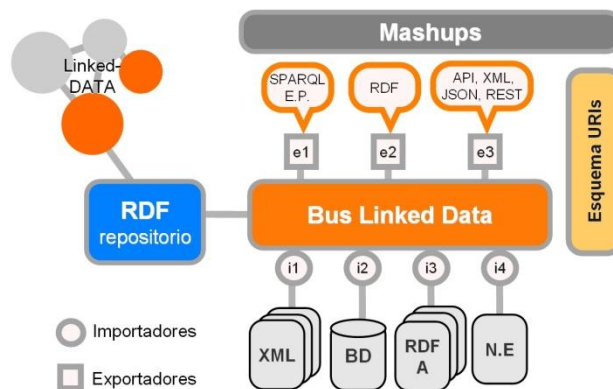 Mashups
Linked-
DATA
SPARQL
E.P.
RDF
API, XML,
JSON, REST
e1
e2
e3
Esquema URIs
RDF
repositorio
Bus Linked Data
i1
i2
i3
i4
Importadores
XML
BD
RDF
A
N.E
Exportadores